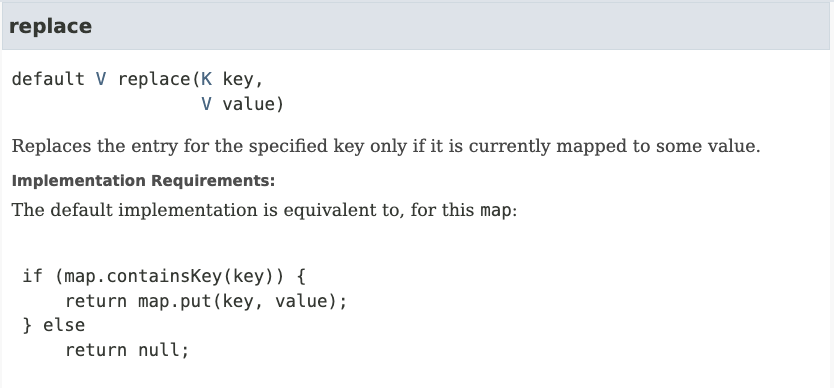 replace
default V replace(K key,
                  V value)
Replaces the entry for the specified key only if it is currently mapped to some value.
Implementation Requirements:
The default implementation is equivalent to, for this map:
if (map.containsKey(key)) {
    return map.put(key, value);
} else
    return null;